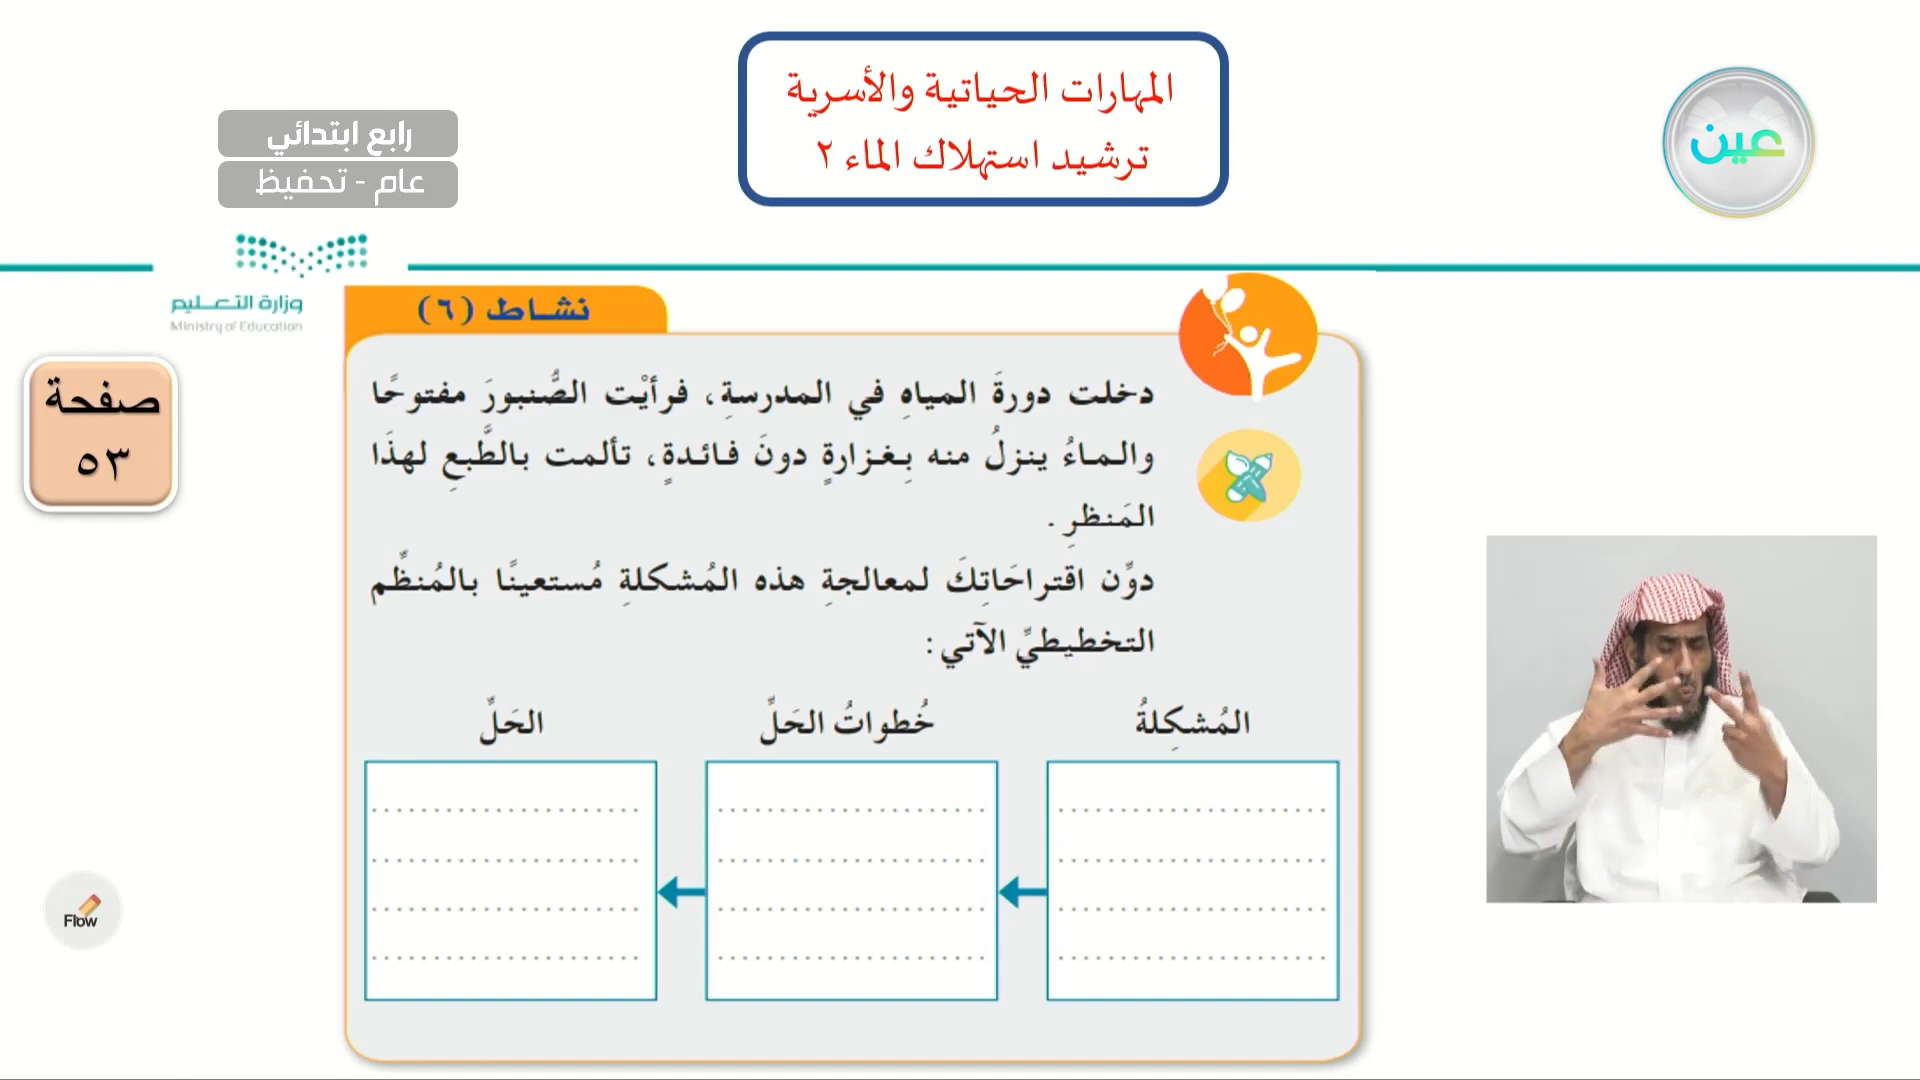 المهارات الحياتية والأسرية
ترشيد استهلاك الماء ٢
عين
رابع ابتدائي
عام - تحفيظ
وزارة التعليم
Ministry of Education
صفحة
٥٣
نشاط (٦)
دخلت دورةَ المياهِ في المدرسةِ، فرأيْت الصُّنبورَ مفتوحًا
والماءُ ينزلُ منه بِغزارةٍ دونَ فائدةٍ، تألمت بالطَّبعِ لهذَا
المَنظرِ.
دوِّن اقتراحَاتِكَ لمعالجةِ هذه المُشكلةِ مُستعينًا بالمُنظِّم
التخطيطيِّ الآتي:
المُشكِلةُ
خُطواتُ الحَلِّ
الحَلِّ
Flow